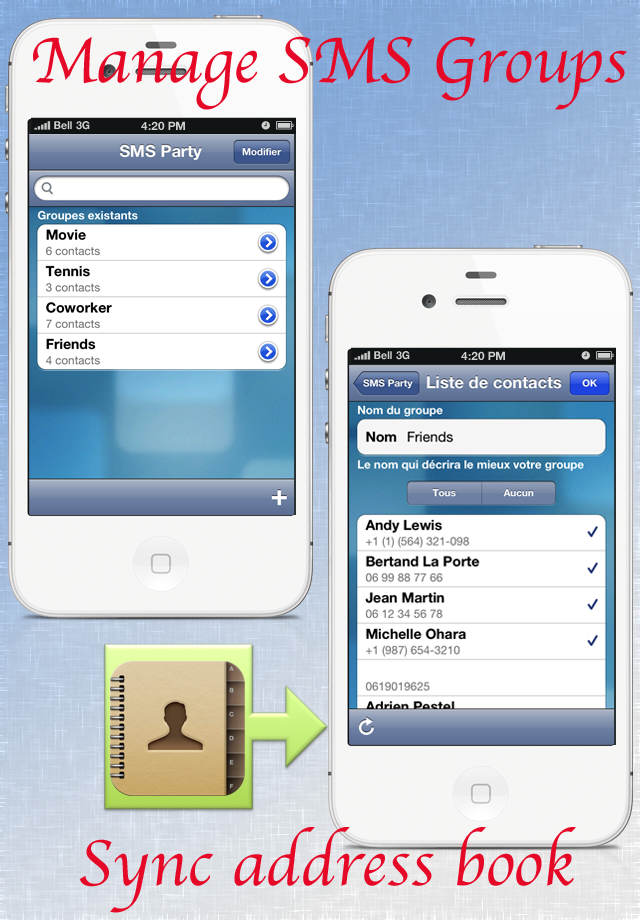 Manage SMS Groups
Bell 3G 4:20 PM
SMS Party Modifier
Groupes existants
Movie
6 contacts
Tennis
3 contacts
Coworker
7 contacts
Friends
4 contacts
+
Bell 3G 4:20 PM
SMS Party Liste de contacts OK
Nom du groupe
Nom Friends
Le nom qui décrira le mieux votre groupe
Tous Aucun
Andy Lewis
+1 (1) (564) 321-098
Bertand La Porte
06 99 88 77 66
Jean Martin
06 12 34 56 78
Michelle Ohara
+1 (987) 654-3210
0619019625
Adrien Pestel
A
B
C
D
E
F
Sync address book